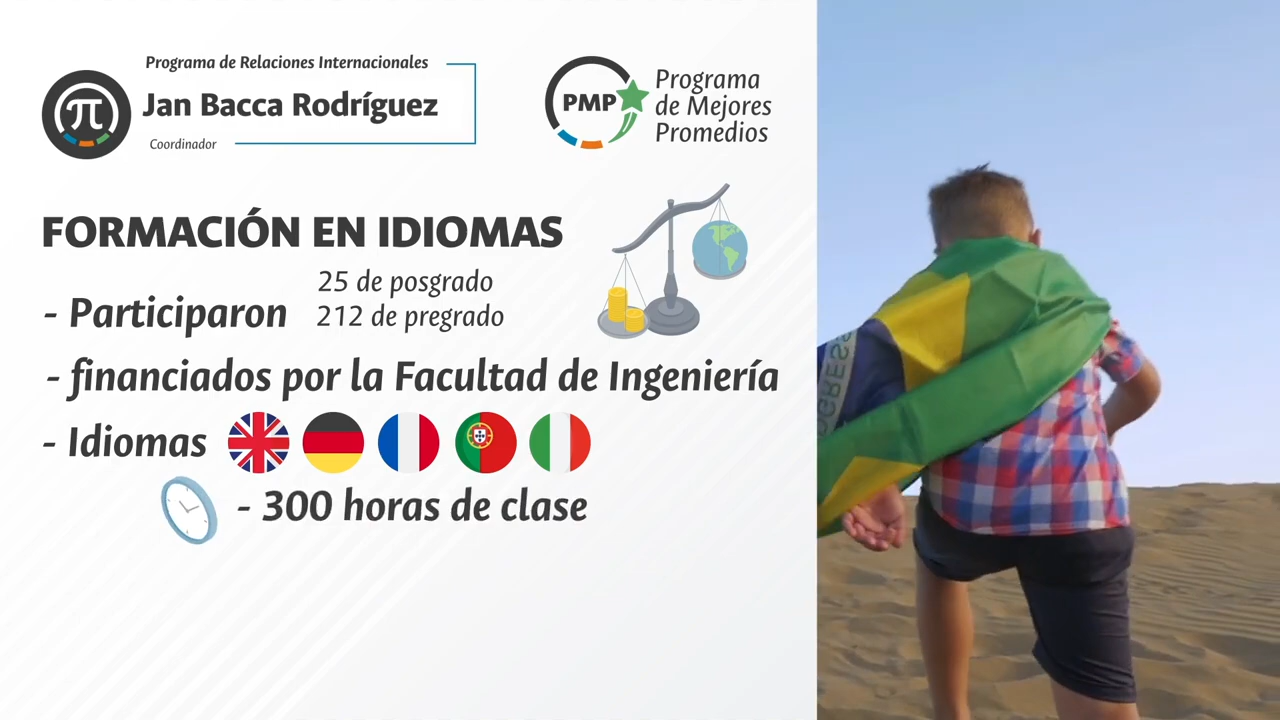 Programa de Relaciones Internacionales
Jan Bacca Rodríguez
Coordinador
PMP
Programa
de Mejores
Promedios
FORMACIÓN EN IDIOMAS
- Participaron
25 de posgrado
212 de pregrado
- financiados por la Facultad de Ingeniería
- Idiomas
- 300 horas de clase